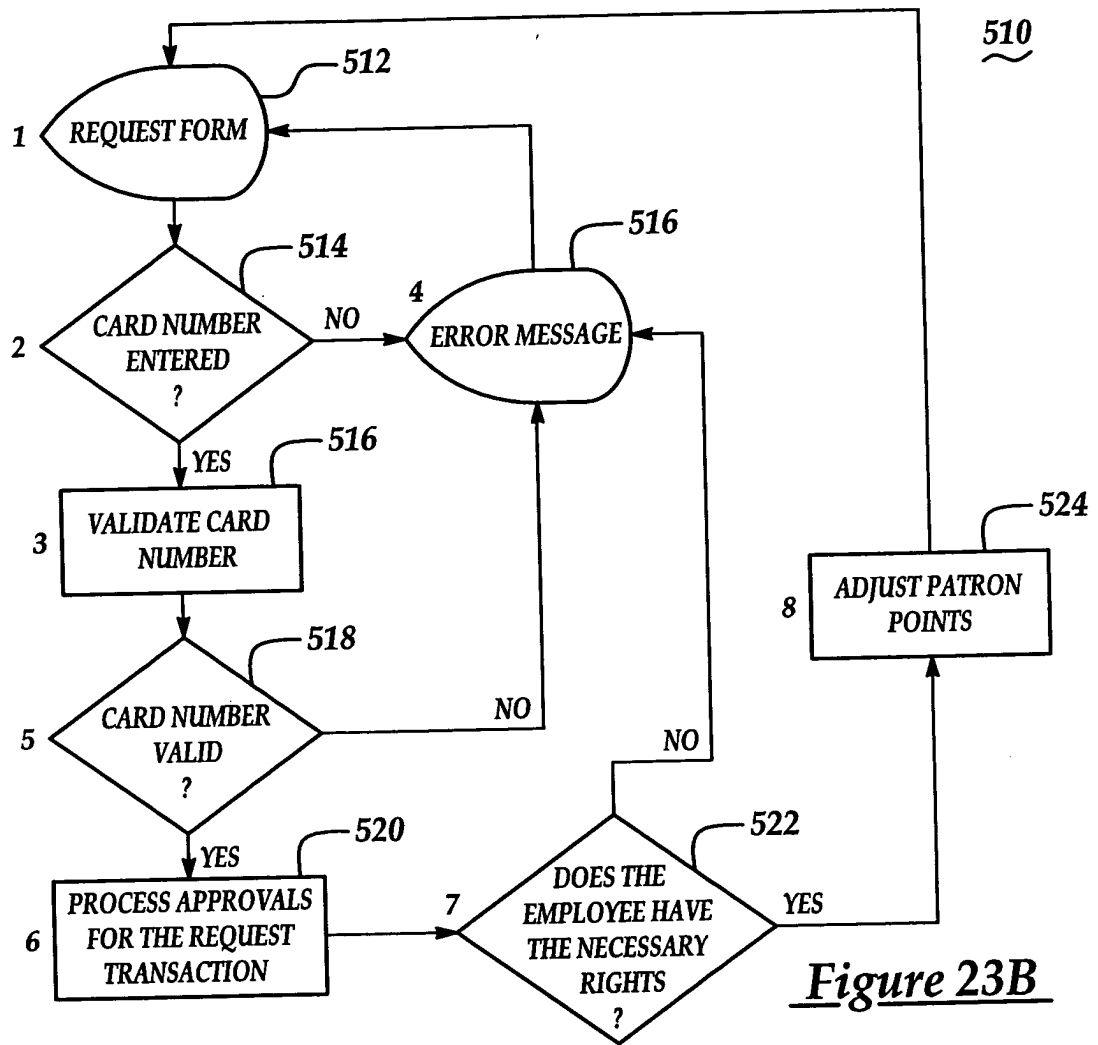 510
512
1
REQUEST FORM
514
2
CARD NUMBER
ENTERED
?
NO
YES
516
4
ERROR MESSAGE
516
3
VALIDATE CARD
NUMBER
518
5
CARD NUMBER
VALID
?
NO
YES
520
6
PROCESS APPROVALS
FOR THE REQUEST
TRANSACTION
522
7
DOES THE
EMPLOYEE HAVE
THE NECESSARY
RIGHTS
?
NO
YES
524
8
ADJUST PATRON
POINTS
Figure 23B